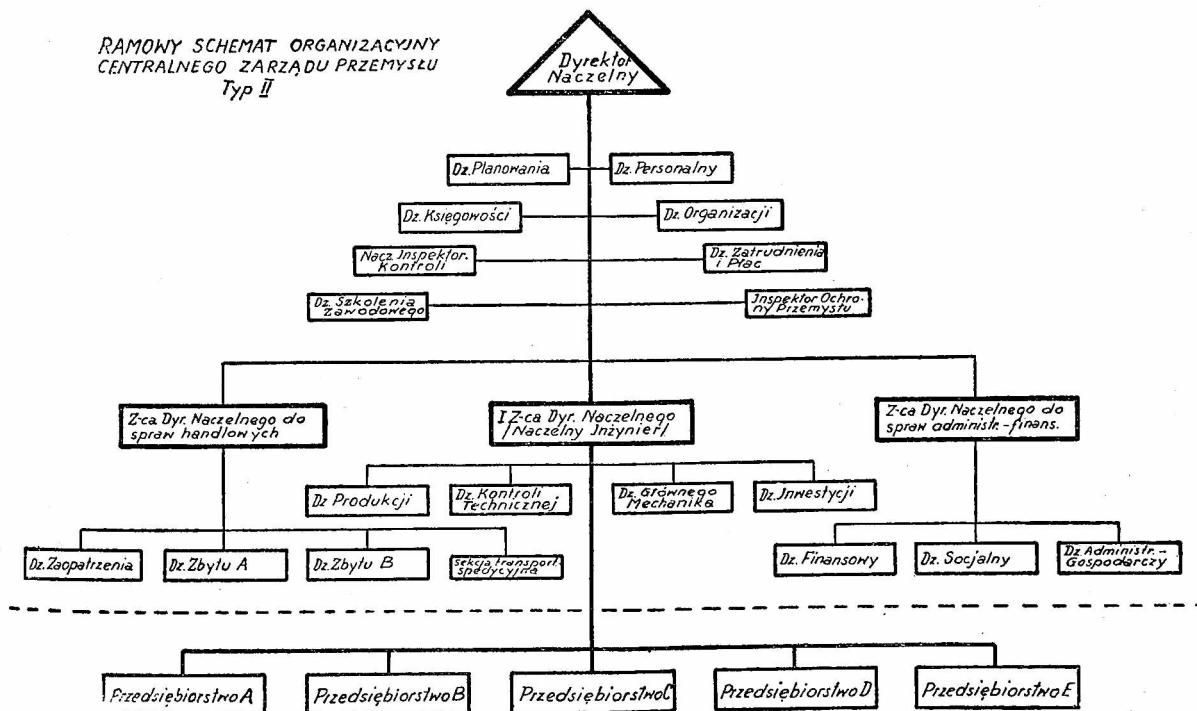 RAMOWY SCHEMAT ORGANIZACYJNY
CENTRALNEGO ZARZĄDU PRZEMYSŁU
Typ II
Dyrektor
Naczelny
Dz. Planowania
Dz. Personalny
Dz. Księgowości
Dz. Organizacji
Nacz. Inspektor.
Kontroli
Dz. Zatrudnienia
i Płac
Dz. Szkolenia
Zawodowego
Inspektor Ochro-
ny Przemysłu
Z-ca Dyr. Naczelnego do
spraw handlowych
I Z-ca Dyr. Naczelnego
/Naczelny Inżynier/
Z-ca Dyr. Naczelnego do
spraw administr.-finans.
Dz Produkcji
Dz. Kontroli
Technicznej
Dz. Głównego
Mechanika
Dz. Inwestycji
Dz. Zaopatrzenia
Dz. Zbytu A
Dz. Zbytu B
Sekcja transport.
spedycyjna
Dz. Finansowy
Dz. Socjalny
Dz. Administr.-
Gospodarczy
Przedsiębiorstwo A
Przedsiębiorstwo B
Przedsiębiorstwo C
Przedsiębiorstwo D
Przedsiębiorstwo E